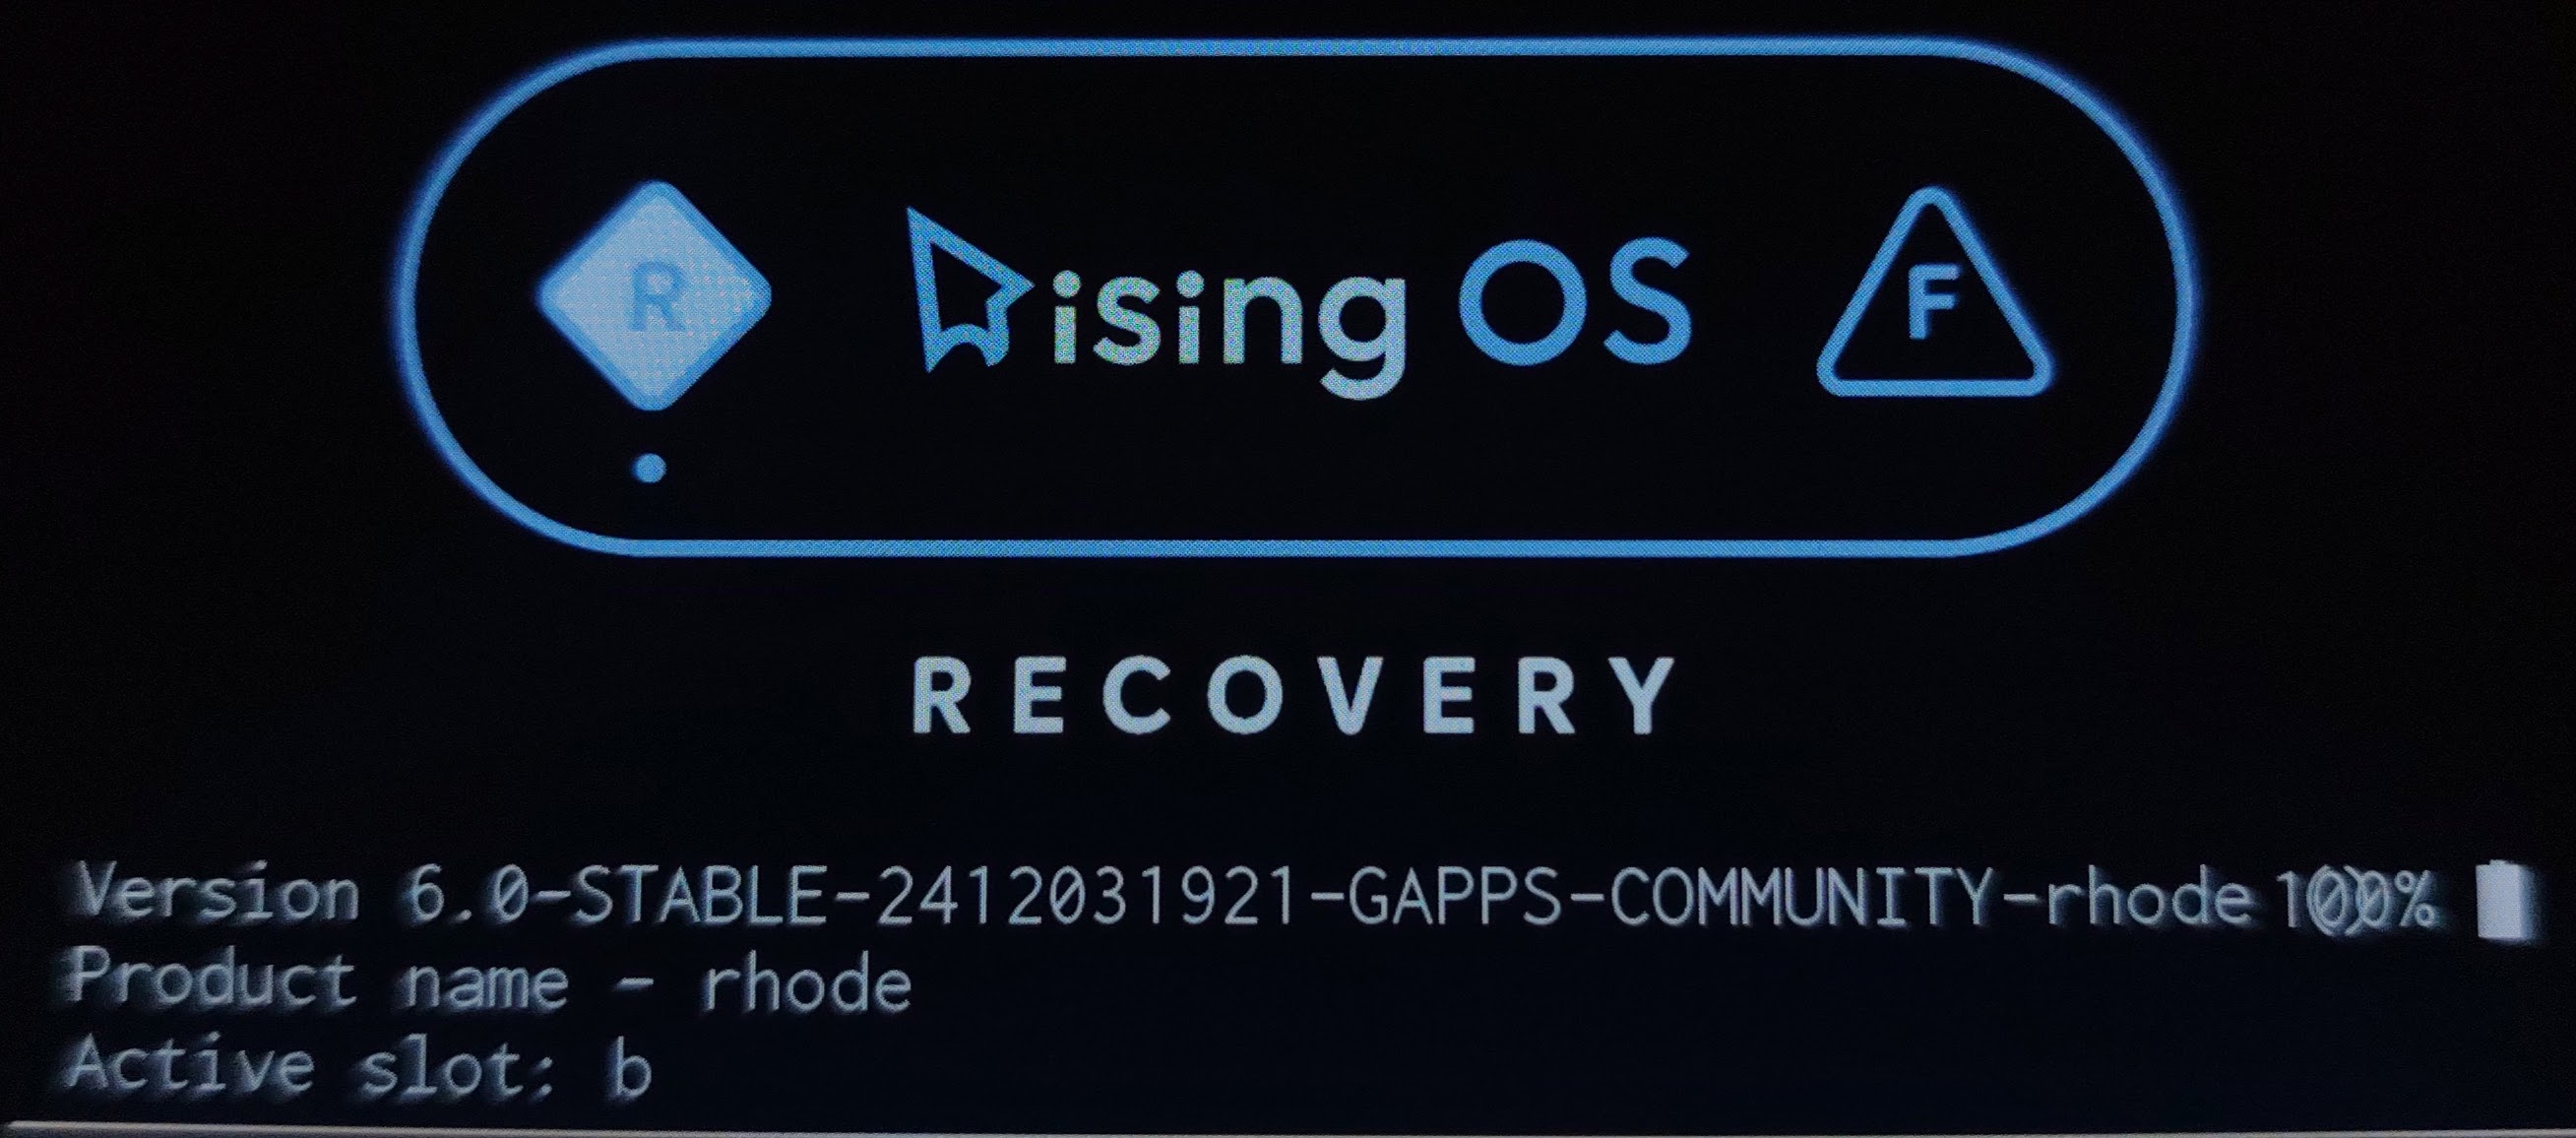 R Rising OS F
RECOVERY
Version 6.0-STABLE-2412031921-GAPPS-COMMUNITY-rhode 100%
Product name - rhode
Active slot: b